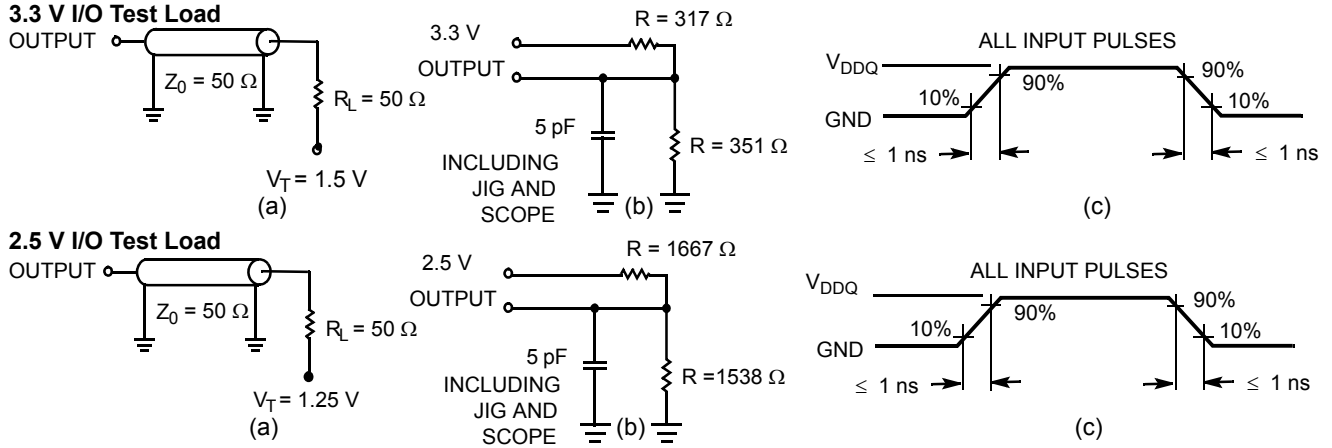 3.3 V I/O Test Load
OUTPUT
Z0 = 50 Ω
RL = 50 Ω
VT = 1.5 V
(a)
3.3 V
OUTPUT
R = 317 Ω
5 pF
INCLUDING
JIG AND
SCOPE
R = 351 Ω
(b)
ALL INPUT PULSES
VDDQ
GND
10%
90%
90%
10%
≤ 1 ns
≤ 1 ns
(c)
2.5 V I/O Test Load
OUTPUT
Z0 = 50 Ω
RL = 50 Ω
VT = 1.25 V
(a)
2.5 V
OUTPUT
R = 1667 Ω
5 pF
INCLUDING
JIG AND
SCOPE
R =1538 Ω
(b)
ALL INPUT PULSES
VDDQ
GND
10%
90%
90%
10%
≤ 1 ns
≤ 1 ns
(c)